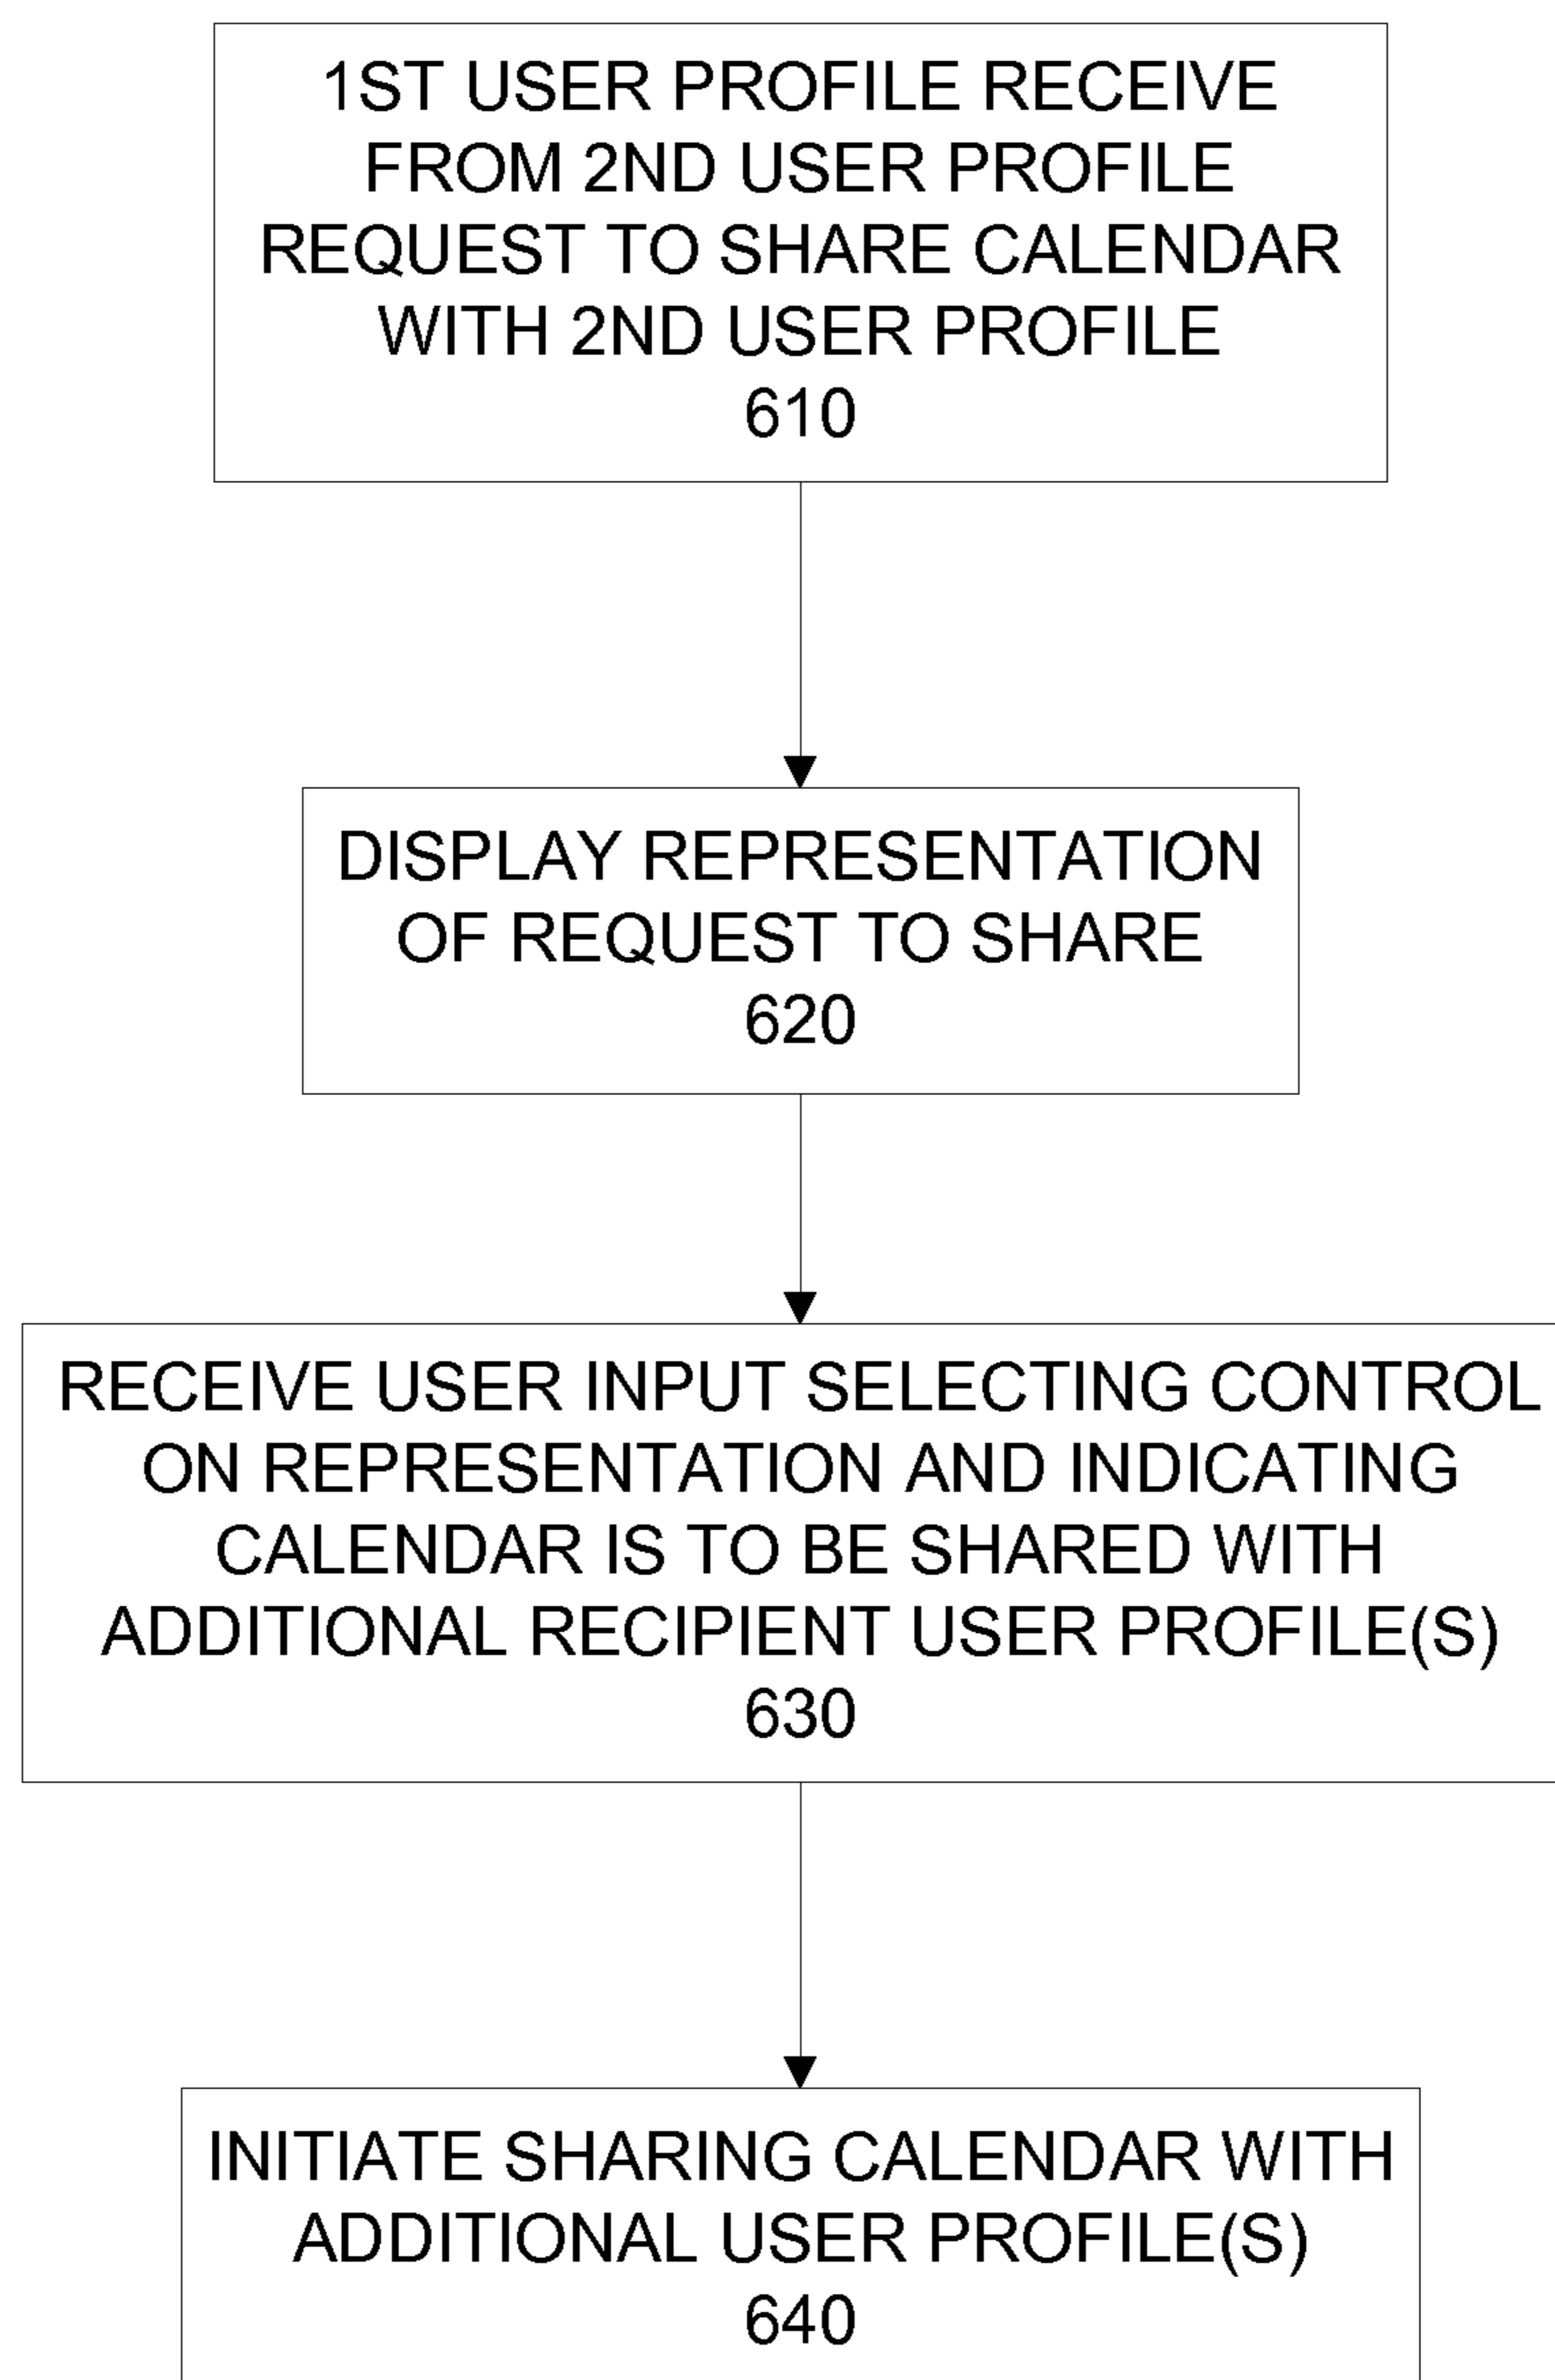 1ST USER PROFILE RECEIVE
FROM 2ND USER PROFILE
REQUEST TO SHARE CALENDAR
WITH 2ND USER PROFILE
610
DISPLAY REPRESENTATION
OF REQUEST TO SHARE
620
RECEIVE USER INPUT SELECTING CONTROL
ON REPRESENTATION AND INDICATING
CALENDAR IS TO BE SHARED WITH
ADDITIONAL RECIPIENT USER PROFILE(S)
630
INITIATE SHARING CALENDAR WITH
ADDITIONAL USER PROFILE(S)
640